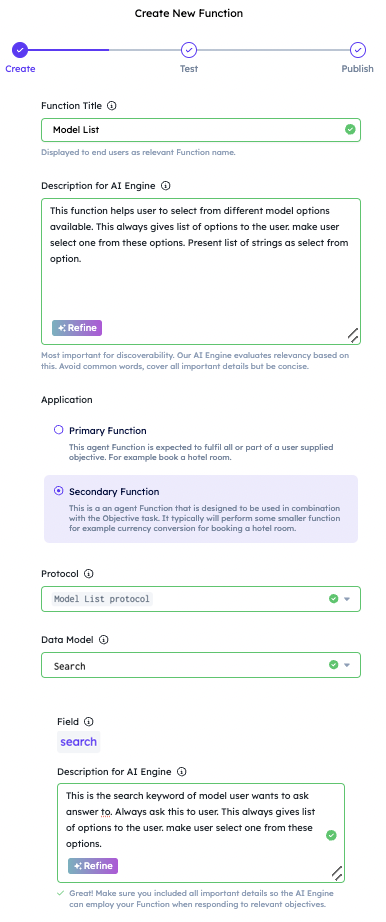 Create New Function
Create
Test
Publish
Function Title
Model List
Displayed to end users as relevant Function name.
Description for AI Engine
This function helps user to select from different model options
available. This always gives list of options to the user. make user
select one from these options. Present list of strings as select from
option.
Refine
Most important for discoverability. Our AI Engine evaluates relevancy based on
this. Avoid common words, cover all important details but be concise.
Application
Primary Function
This agent Function is expected to fulfil all or part of a user supplied
objective. For example book a hotel room.
Secondary Function
This is a an agent Function that is designed to be used in combination
with the Objective task. It typically will perform some smaller function
for example currency conversion for booking a hotel room.
Protocol
Model List protocol
Data Model
Search
Field
search
Description for AI Engine
This is the search keyword of model user wants to ask
answer to. Always ask this to user. This always gives list
of options to the user. make user select one from these
options.
Refine
Great! Make sure you included all important details so the AI Engine
can employ your Function when responding to relevant objectives.